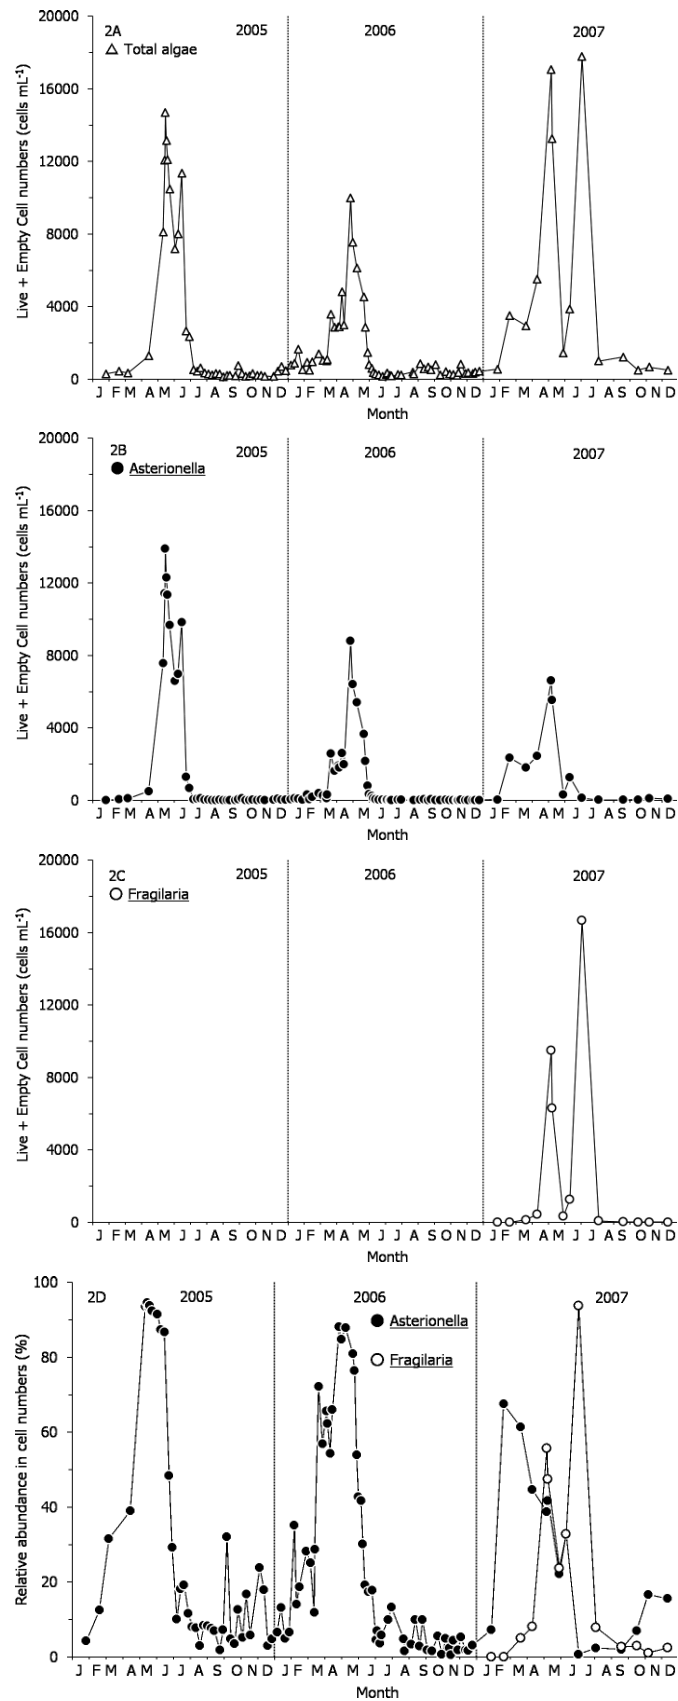 20000
2A
2005
2006
2007
Total algae
16000
12000
8000
4000
0
Live + Empty Cell numbers (cells mL-1)
J F M A M J J A S O N D J F M A M J J A S O N D J F M A M J J A S O N D
Month
20000
2B
2005
2006
2007
Asterionella
16000
12000
8000
4000
0
Live + Empty Cell numbers (cells mL-1)
J F M A M J J A S O N D J F M A M J J A S O N D J F M A M J J A S O N D
Month
20000
2C
2005
2006
2007
Fragilaria
16000
12000
8000
4000
0
Live + Empty Cell numbers (cells mL-1)
J F M A M J J A S O N D J F M A M J J A S O N D J F M A M J J A S O N D
Month
100
2D
2005
2006
2007
Asterionella
Fragilaria
80
60
40
20
0
Relative abundance in cell numbers (%)
J F M A M J J A S O N D J F M A M J J A S O N D J F M A M J J A S O N D
Month